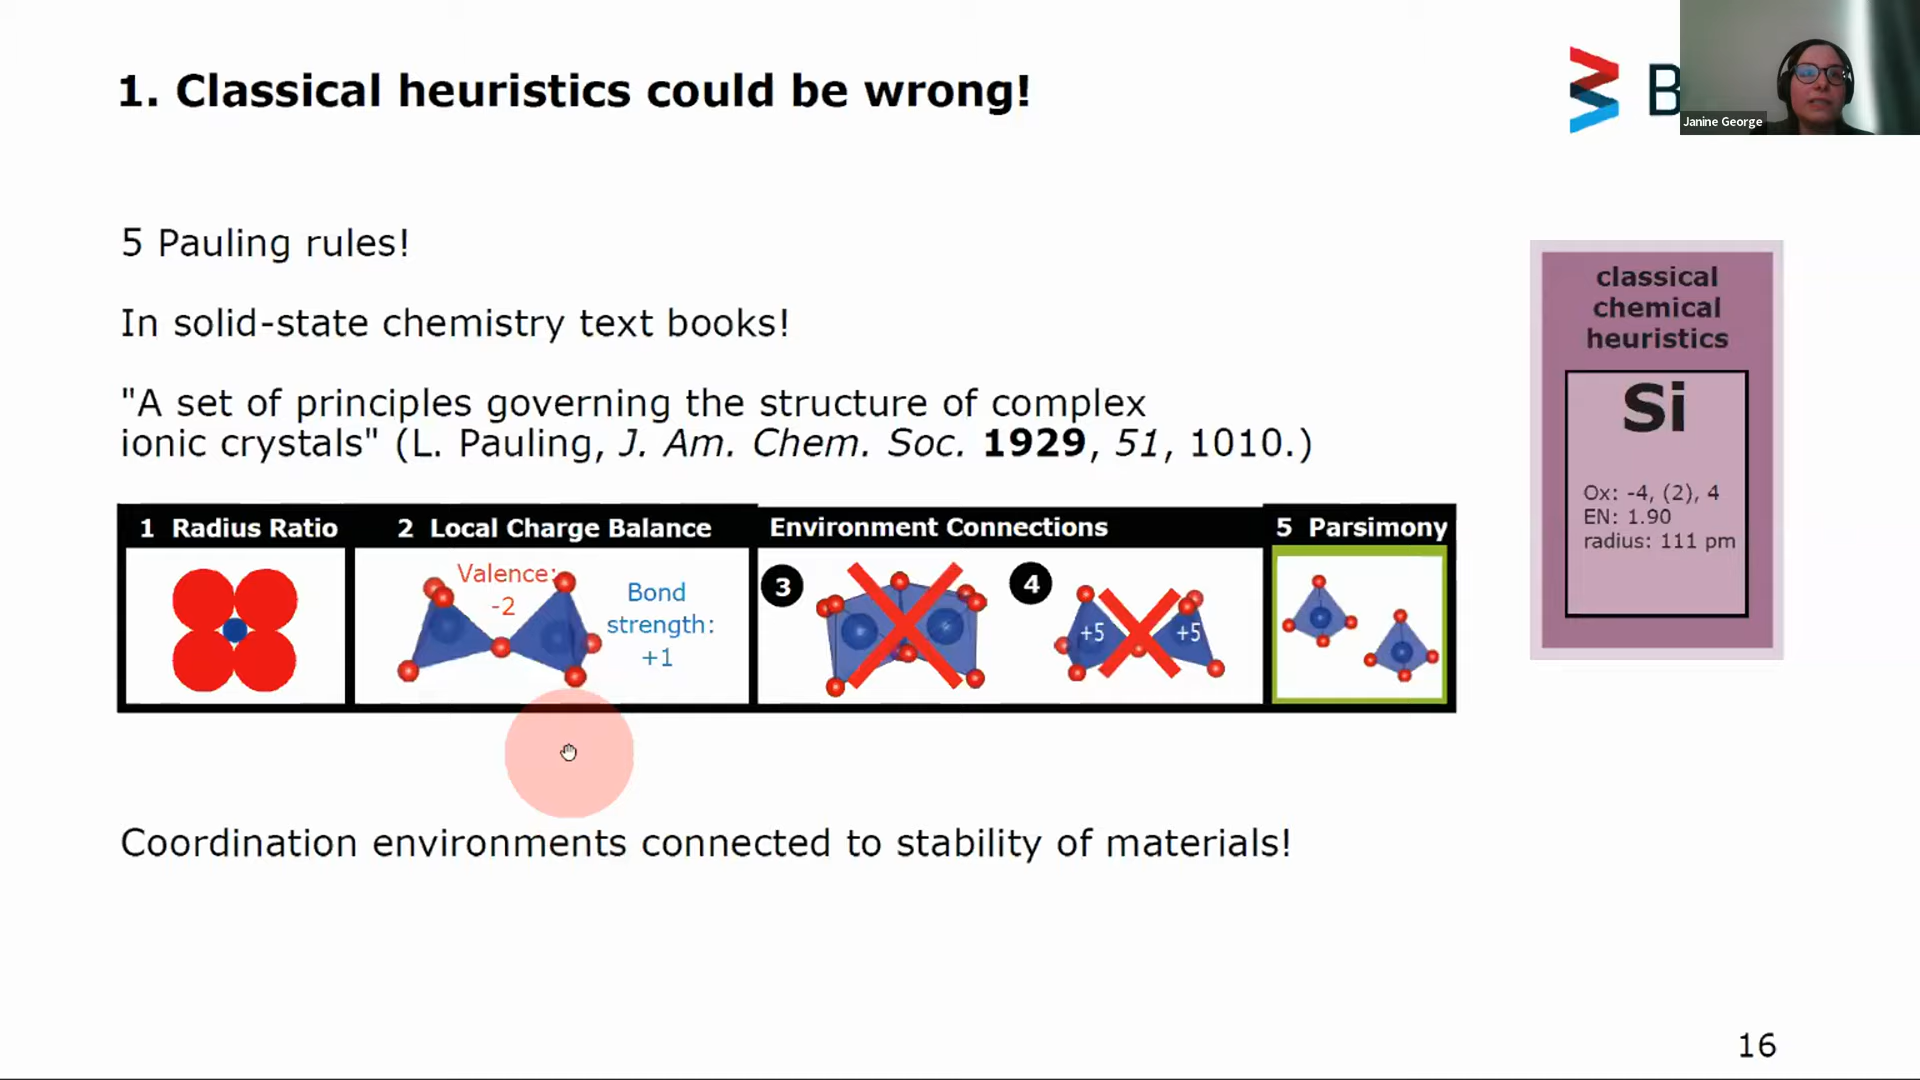 1. Classical heuristics could be wrong!
B
Janine George
5 Pauling rules!
In solid-state chemistry text books!
"A set of principles governing the structure of complex
ionic crystals" (L. Pauling, J. Am. Chem. Soc. 1929, 51, 1010.)
classical
chemical
heuristics
Si
Ox: -4, (2), 4
EN: 1.90
radius: 111 pm
1 Radius Ratio
2 Local Charge Balance
Environment Connections
5 Parsimony
Valence:
-2
Bond
strength:
+1
3
4
+5
+5
Coordination environments connected to stability of materials!
16